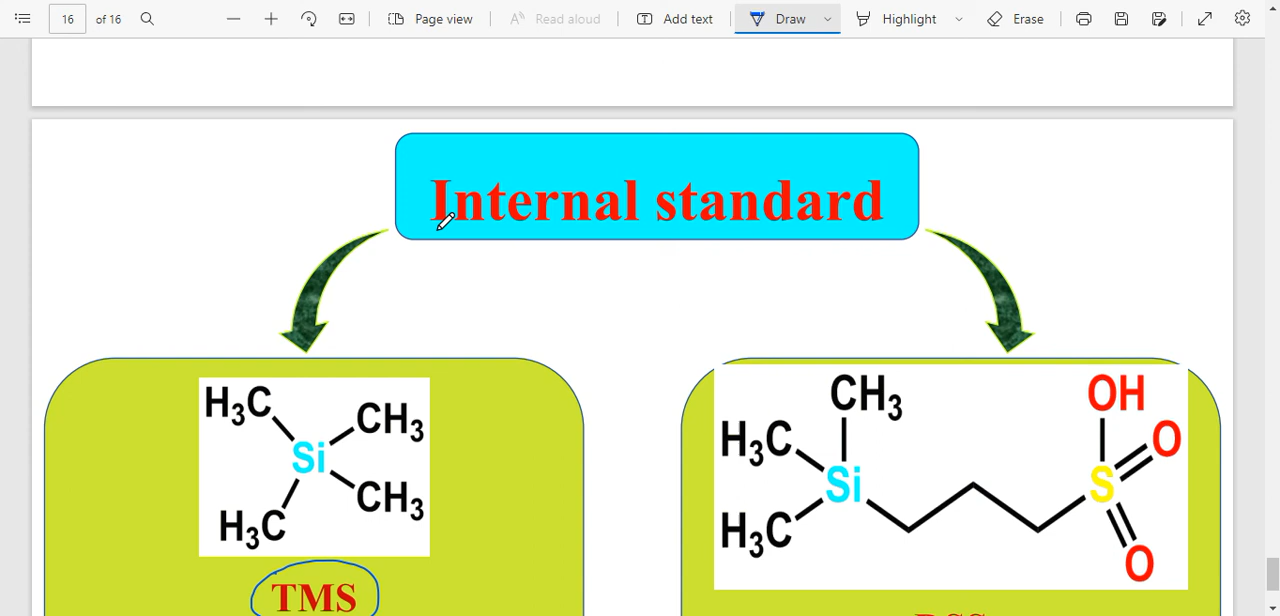 16 of 16 Page view Read aloud Add text Draw Highlight Erase
Internal standard
H3C CH3
Si
H3C CH3
TMS
CH3 OH
H3C O
Si S
H3C O